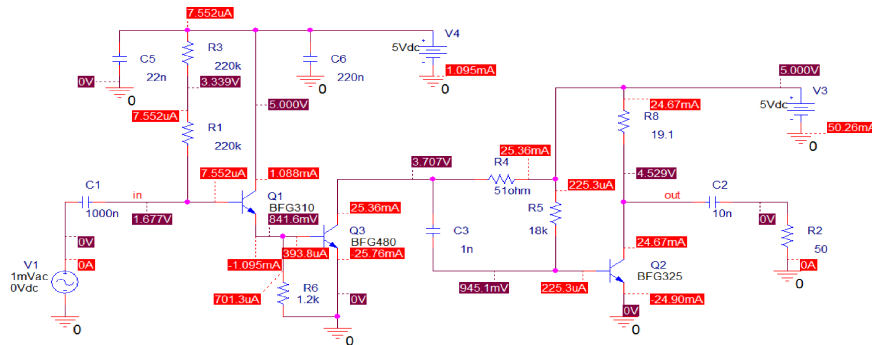 7.552uA
V4
R3
C5
C6
5Vdc
220k
22n
220n
1.095mA
0V
3.339V
0
0
0
5.000V
V3
7.552uA
5.000V
24.67mA
5Vdc
R1
R8
50.26mA
220k
3.707V
25.36mA
19.1
0
7.552uA
1.088mA
R4
C1
in
Q1
51ohm
225.3u
4.529V
BFG310
R5
out
C2
1000n
1.677V
841.6mV
25.36mA
C3
18k
0V
Q3
10n
0V
BFG480
1n
24.67mA
R2
V1
0A
-1.095mA
393.8uA
-25.76mA
Q2
50
1mVac
BFG325
0Vdc
701.3uA
R6
0V
945.1mV
225.3uA
1.2k
0V
-24.90mA
0
0
0
0